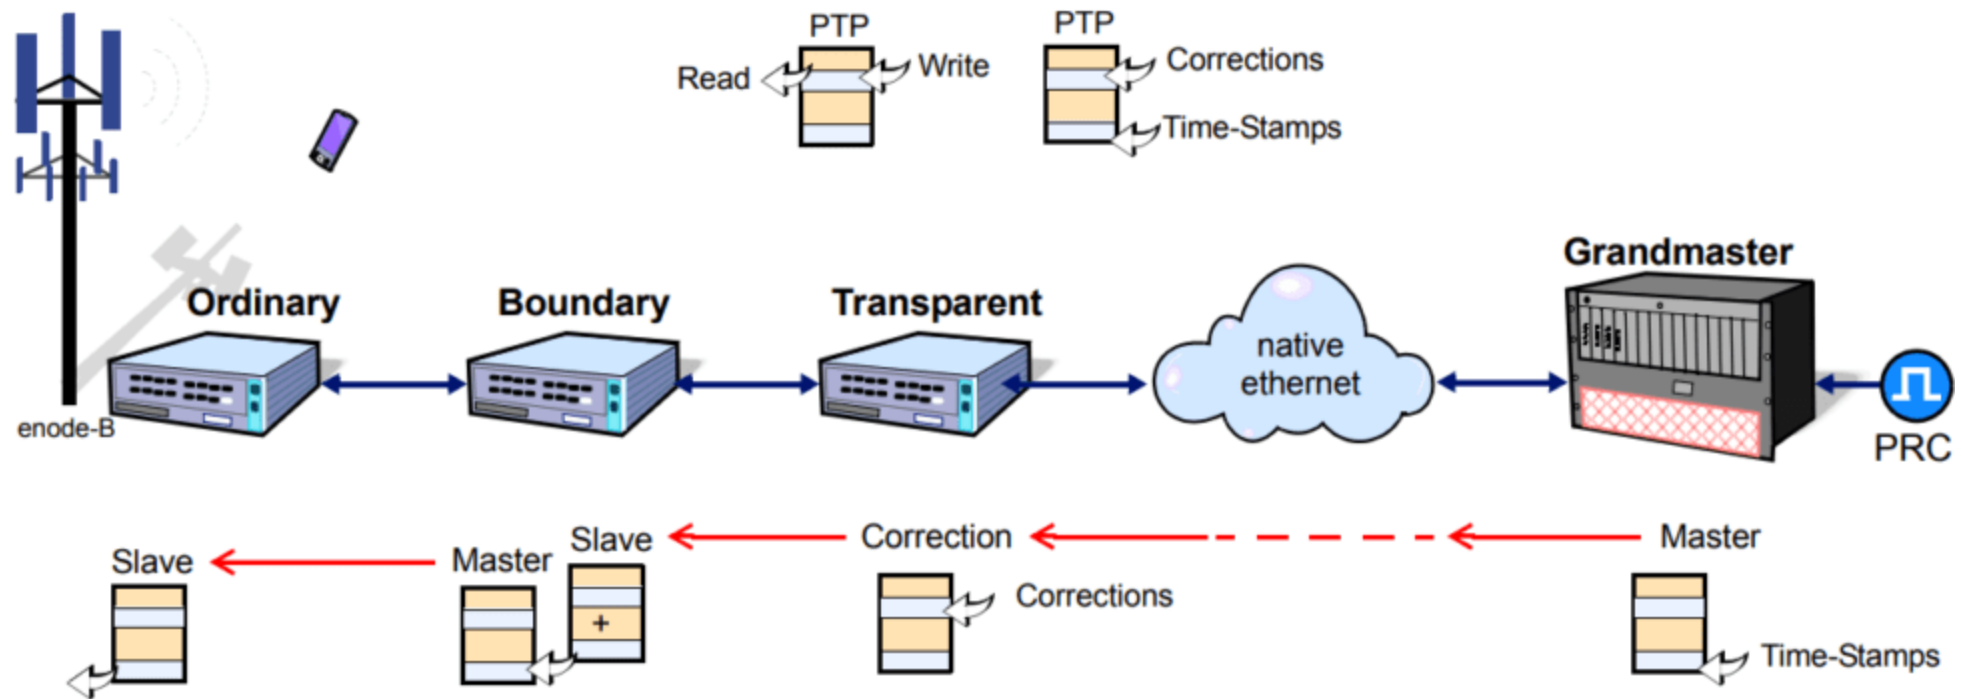 PTP
PTP
Read
Write
Corrections
Time-Stamps
Grandmaster
Ordinary
Boundary
Transparent
native
ethernet
enode-B
PRC
Slave
Master
Slave
Correction
Master
+
Corrections
Time-Stamps